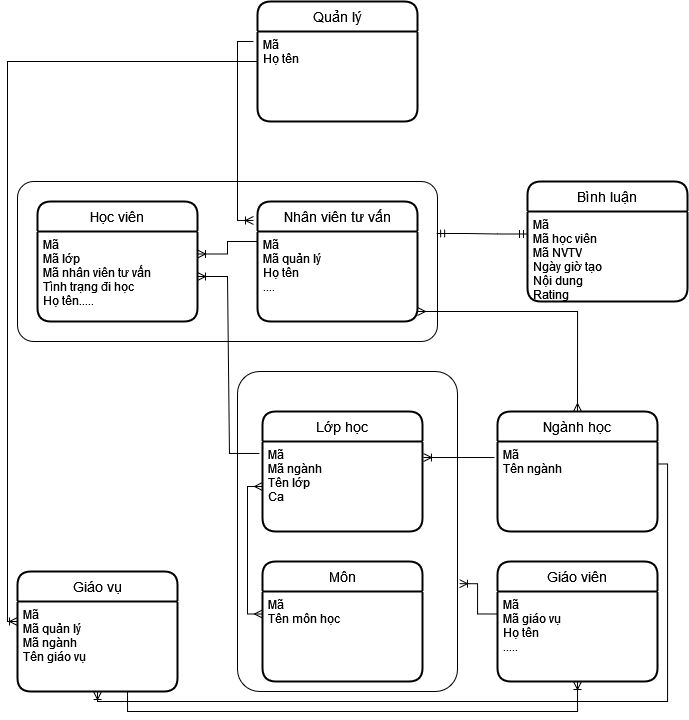 Quản lý
Mã
Họ tên
Học viên
Mã
Mã lớp
Mã nhân viên tư vấn
Tình trạng đi học
Họ tên.....
Nhân viên tư vấn
Mã
Mã quản lý
Họ tên
....
Bình luận
Mã
Mã học viên
Mã NVTV
Ngày giờ tạo
Nội dung
Rating
Lớp học
Mã
Mã ngành
Tên lớp
Ca
Ngành học
Mã
Tên ngành
Giáo vụ
Mã
Mã quản lý
Mã ngành
Tên giáo vụ
Môn
Mã
Tên môn học
Giáo viên
Mã
Mã giáo vụ
Họ tên
.....